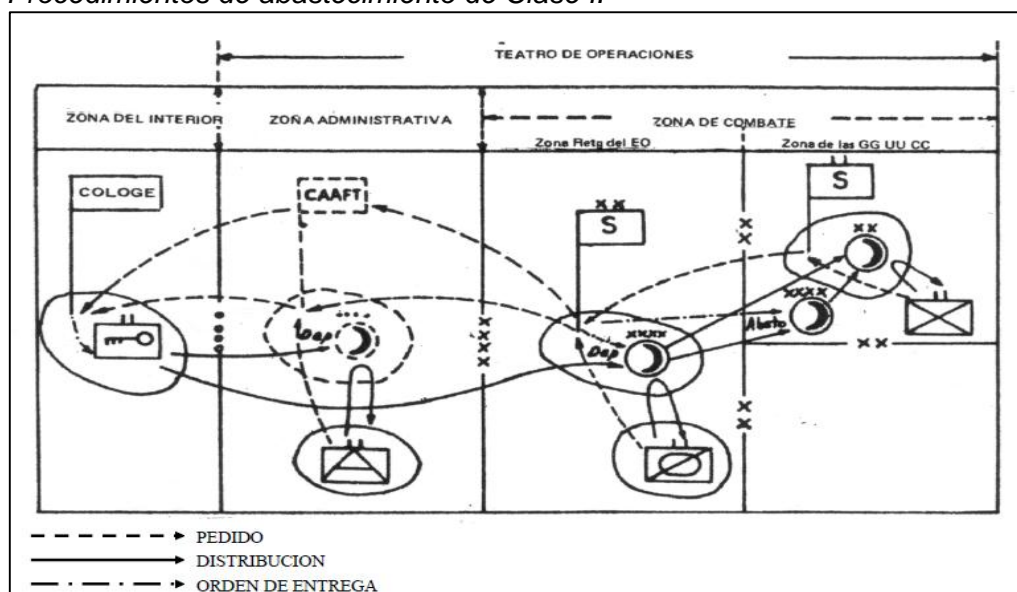 Procedimientos de abastecimiento de Clase I.
TEATRO DE OPERACIONES
ZONA DEL INTERIOR
ZONA ADMINISTRATIVA
ZONA DE COMBATE
Zona Retg del EO
Zona de las GG UU CC
COLOGE
CAAFT
S
S
Dep
Dep
Abato
PEDIDO
DISTRIBUCION
ORDEN DE ENTREGA